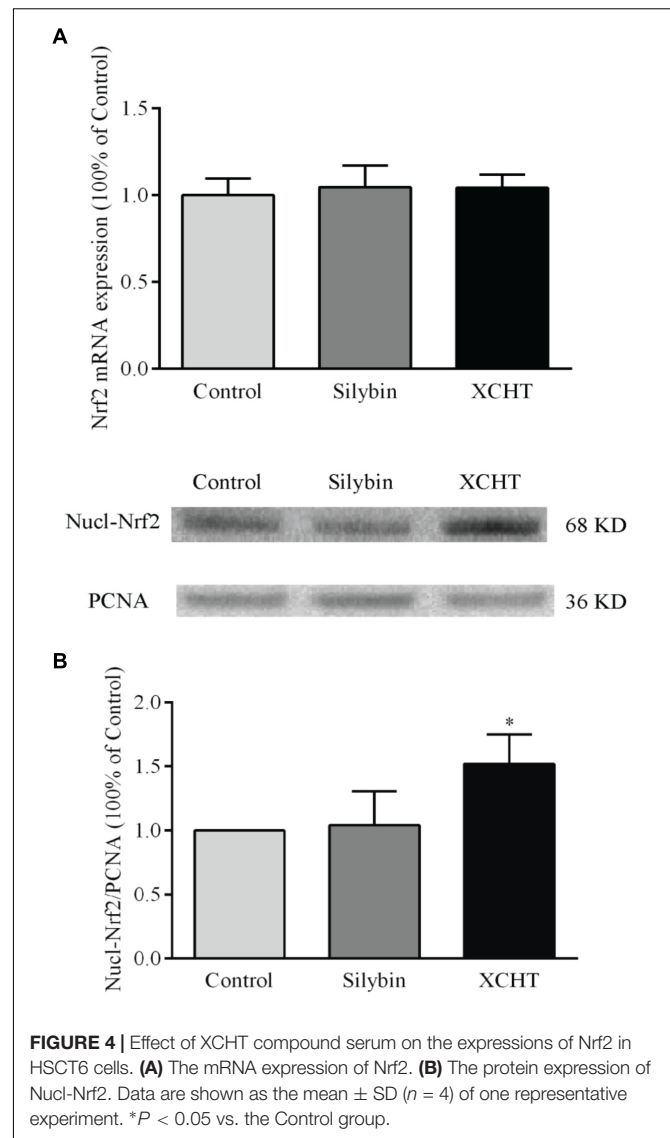 A
Nrf2 mRNA expression (100% of Control)
1.5
1.0
0.5
0.0
Control Silybin XCHT
Control Silybin XCHT
Nucl-Nrf2 68 KD
PCNA 36 KD
B
Nucl-Nrf2/PCNA (100% of Control)
2.0
1.5
1.0
0.5
0.0
*
Control Silybin XCHT
FIGURE 4 | Effect of XCHT compound serum on the expressions of Nrf2 in
HSCT6 cells. (A) The mRNA expression of Nrf2. (B) The protein expression of
Nucl-Nrf2. Data are shown as the mean ± SD (n = 4) of one representative
experiment. *P < 0.05 vs. the Control group.